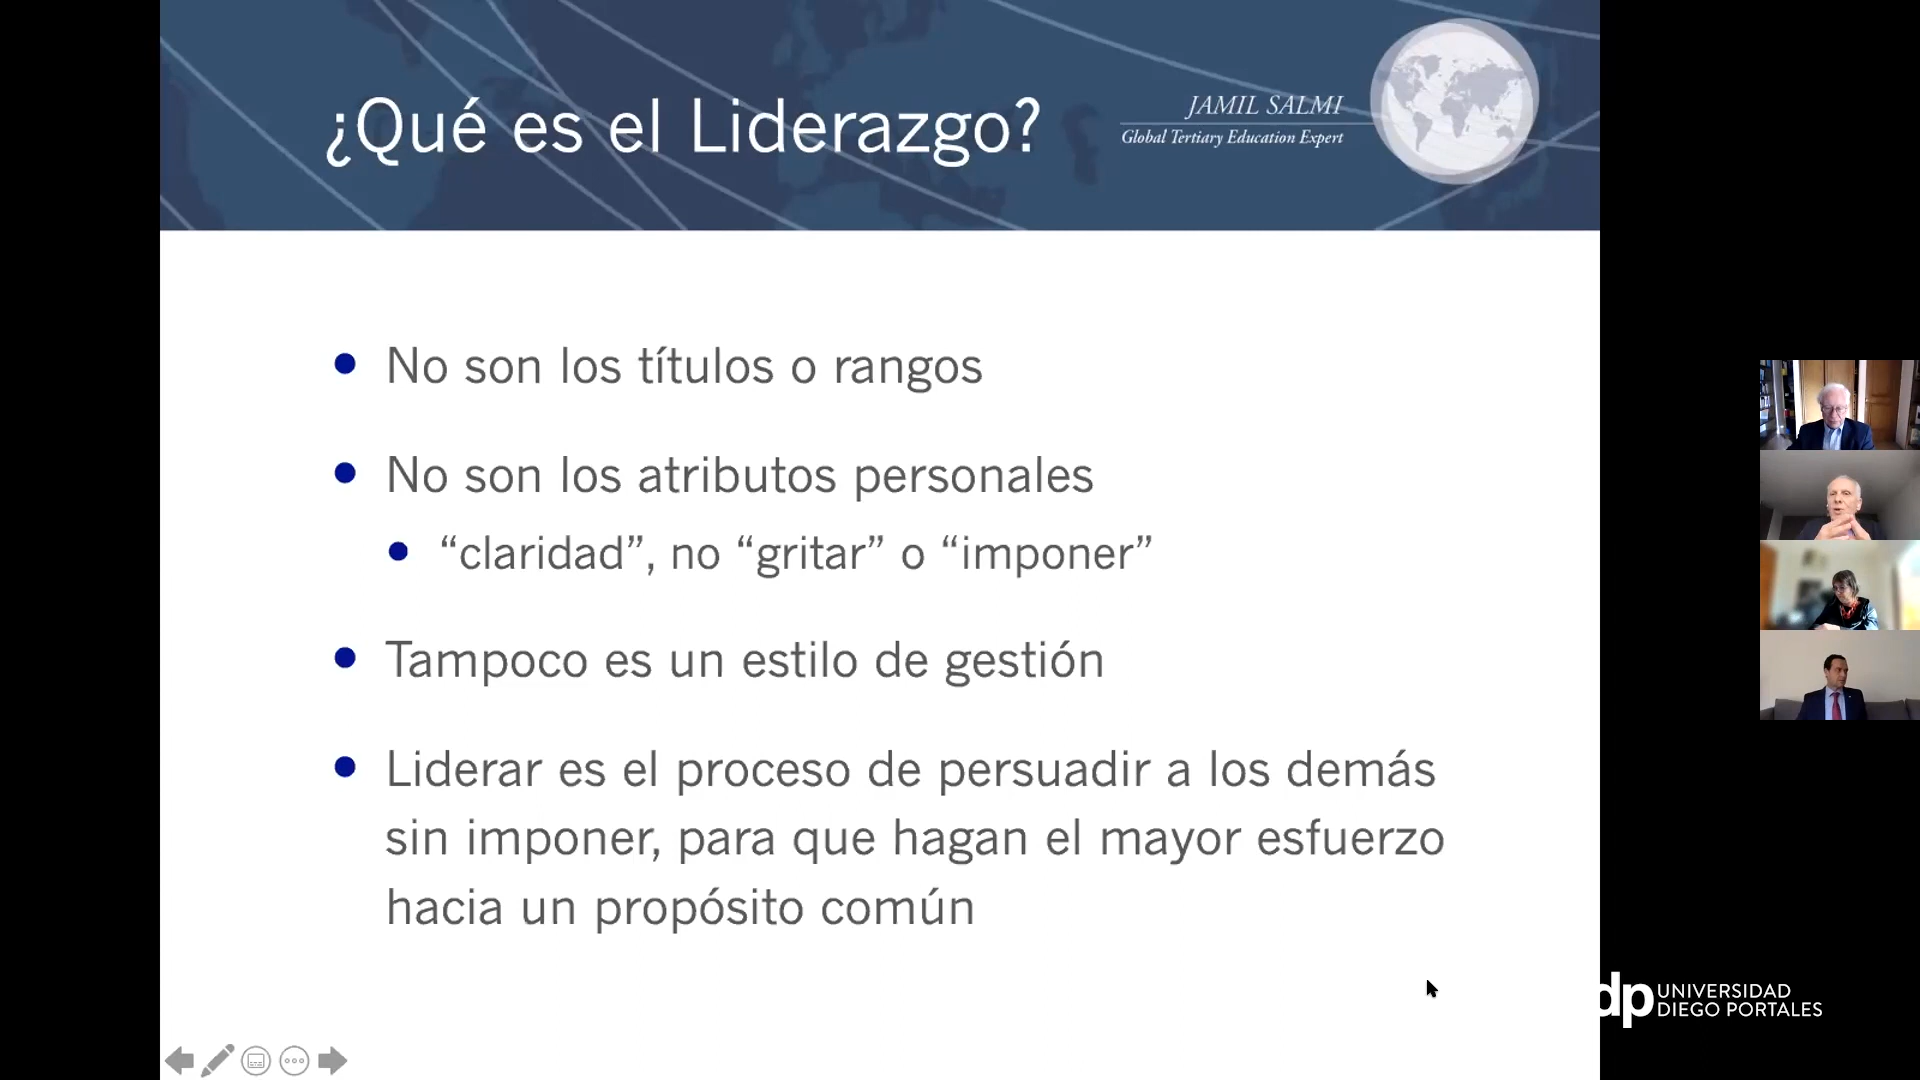 ¿Qué es el Liderazgo?
JAMIL SALMI
Global Tertiary Education Expert
No son los títulos o rangos
No son los atributos personales
“claridad”, no “gritar” o “imponer”
Tampoco es un estilo de gestión
Liderar es el proceso de persuadir a los demás
sin imponer, para que hagan el mayor esfuerzo
hacia un propósito común
dp UNIVERSIDAD
DIEGO PORTALES